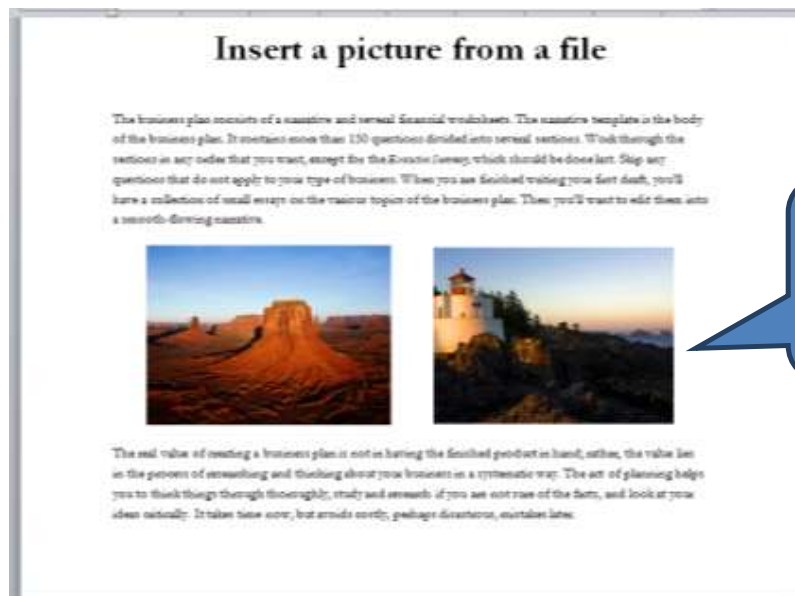 Insert a picture from a file
The business plan consists of a narrative and several financial worksheets. The narrative template is the body
of the business plan. It contains more than 150 questions divided into several sections. Work through the
sections in any order that you want, except for the Executive Summary, which should be done last. Skip any
questions that do not apply to your type of business. When you are finished writing your first draft, you'll
have a collection of small essays on the various topics of the business plan. Then you'll want to edit them into
a smooth-flowing narrative.
The real value of creating a business plan is not in having the finished product in hand; rather, the value lies
in the process of researching and thinking about your business in a systematic way. The act of planning helps
you to think things through thoroughly, study and research if you are not sure of the facts, and look at your
ideas critically. It takes time now, but avoids costly, perhaps disastrous, mistakes later.